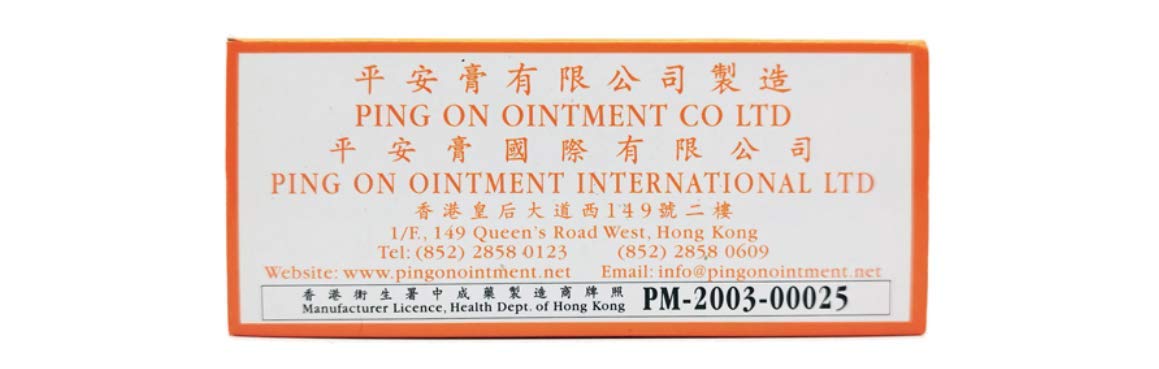 平安膏有限公司製造
PING ON OINTMENT CO LTD
平安膏國際有限公司
PING ON OINTMENT INTERNATIONAL LTD
香港皇后大道西149號二樓
1/F., 149 Queen's Road West, Hong Kong
Tel: (852) 2858 0123 (852) 2858 0609
Website: www.pingonointment.net Email: info@pingonointment.net
香港衛生署中成藥製造商牌照
Manufacturer Licence, Health Dept. of Hong Kong PM-2003-00025